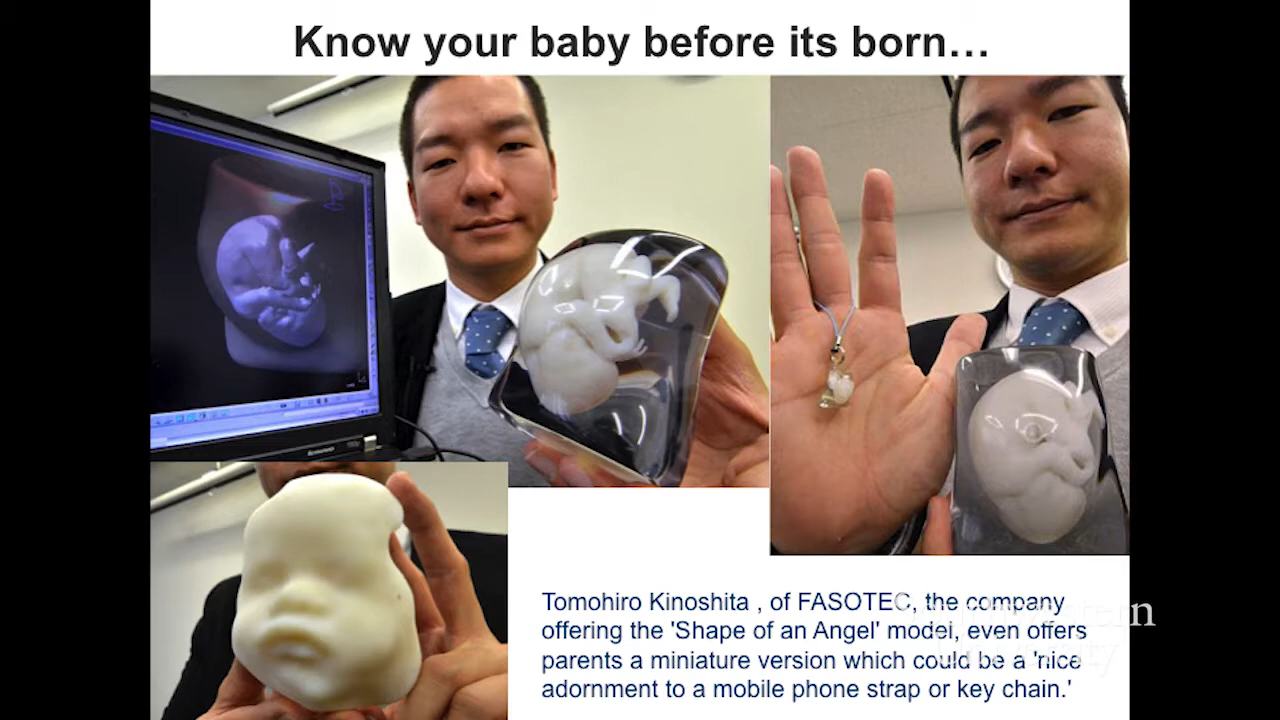 Know your baby before its born…
Tomohiro Kinoshita , of FASOTEC, the company
offering the 'Shape of an Angel' model, even offers
parents a miniature version which could be a 'nice
adornment to a mobile phone strap or key chain.'
University